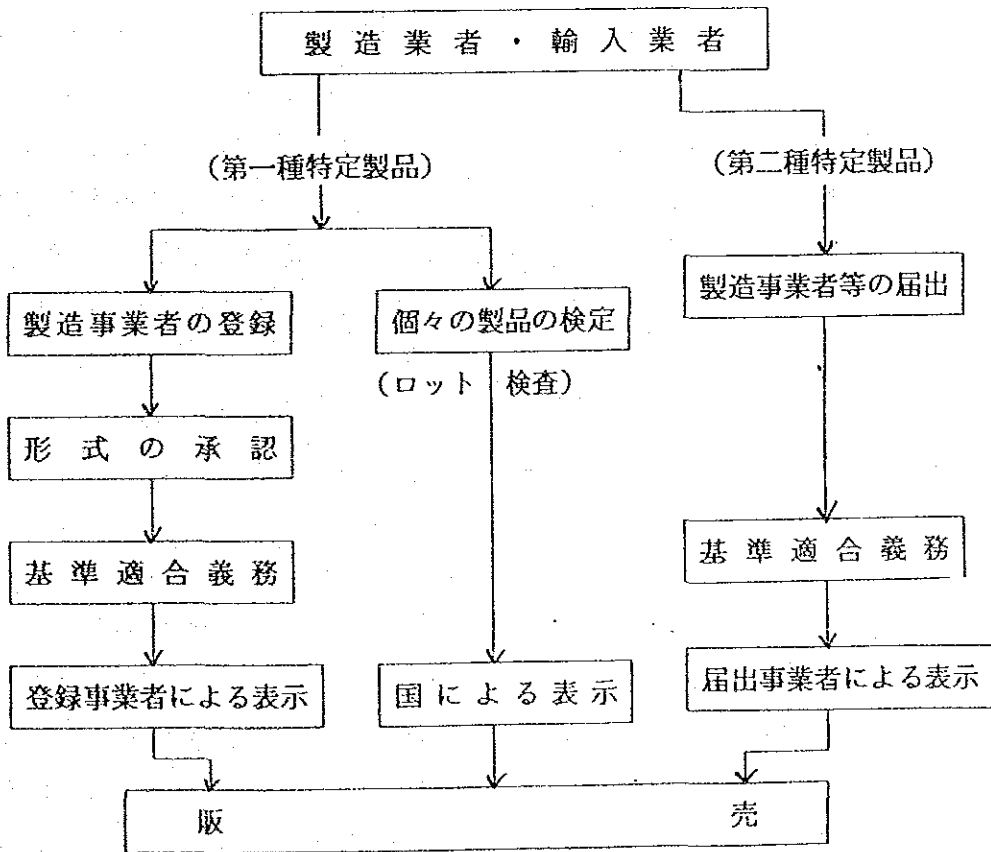 製造業者・輸入業者
(第一種特定製品)
(第二種特定製品)
製造事業者の登録
個々の製品の検定
製造事業者等の届出
(ロット検査)
形式の承認
基準適合義務
基準適合義務
登録事業者による表示
国による表示
届出事業者による表示
販売